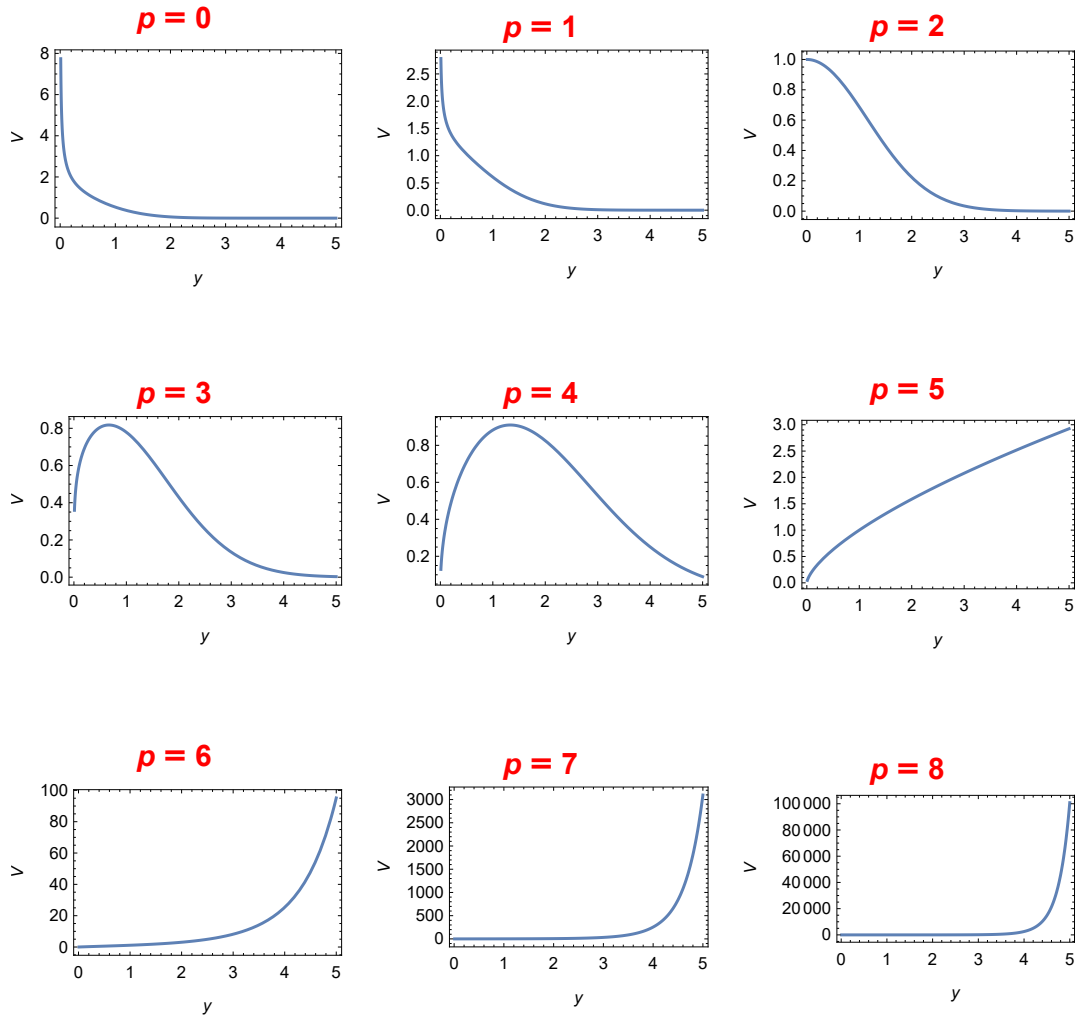 p = 0
p = 1
p = 2
8
6
4
2
0
V
0 1 2 3 4 5
y
2.5
2.0
1.5
1.0
0.5
0.0
V
0 1 2 3 4 5
y
1.0
0.8
0.6
0.4
0.2
0.0
V
0 1 2 3 4 5
y
p = 3
p = 4
p = 5
0.8
0.6
0.4
0.2
0.0
V
0 1 2 3 4 5
y
0.8
0.6
0.4
0.2
V
0 1 2 3 4 5
y
3.0
2.5
2.0
1.5
1.0
0.5
0.0
V
0 1 2 3 4 5
y
p = 6
p = 7
p = 8
100
80
60
40
20
0
V
0 1 2 3 4 5
y
3000
2500
2000
1500
1000
500
0
V
0 1 2 3 4 5
y
100 000
80 000
60 000
40 000
20 000
0
V
0 1 2 3 4 5
y